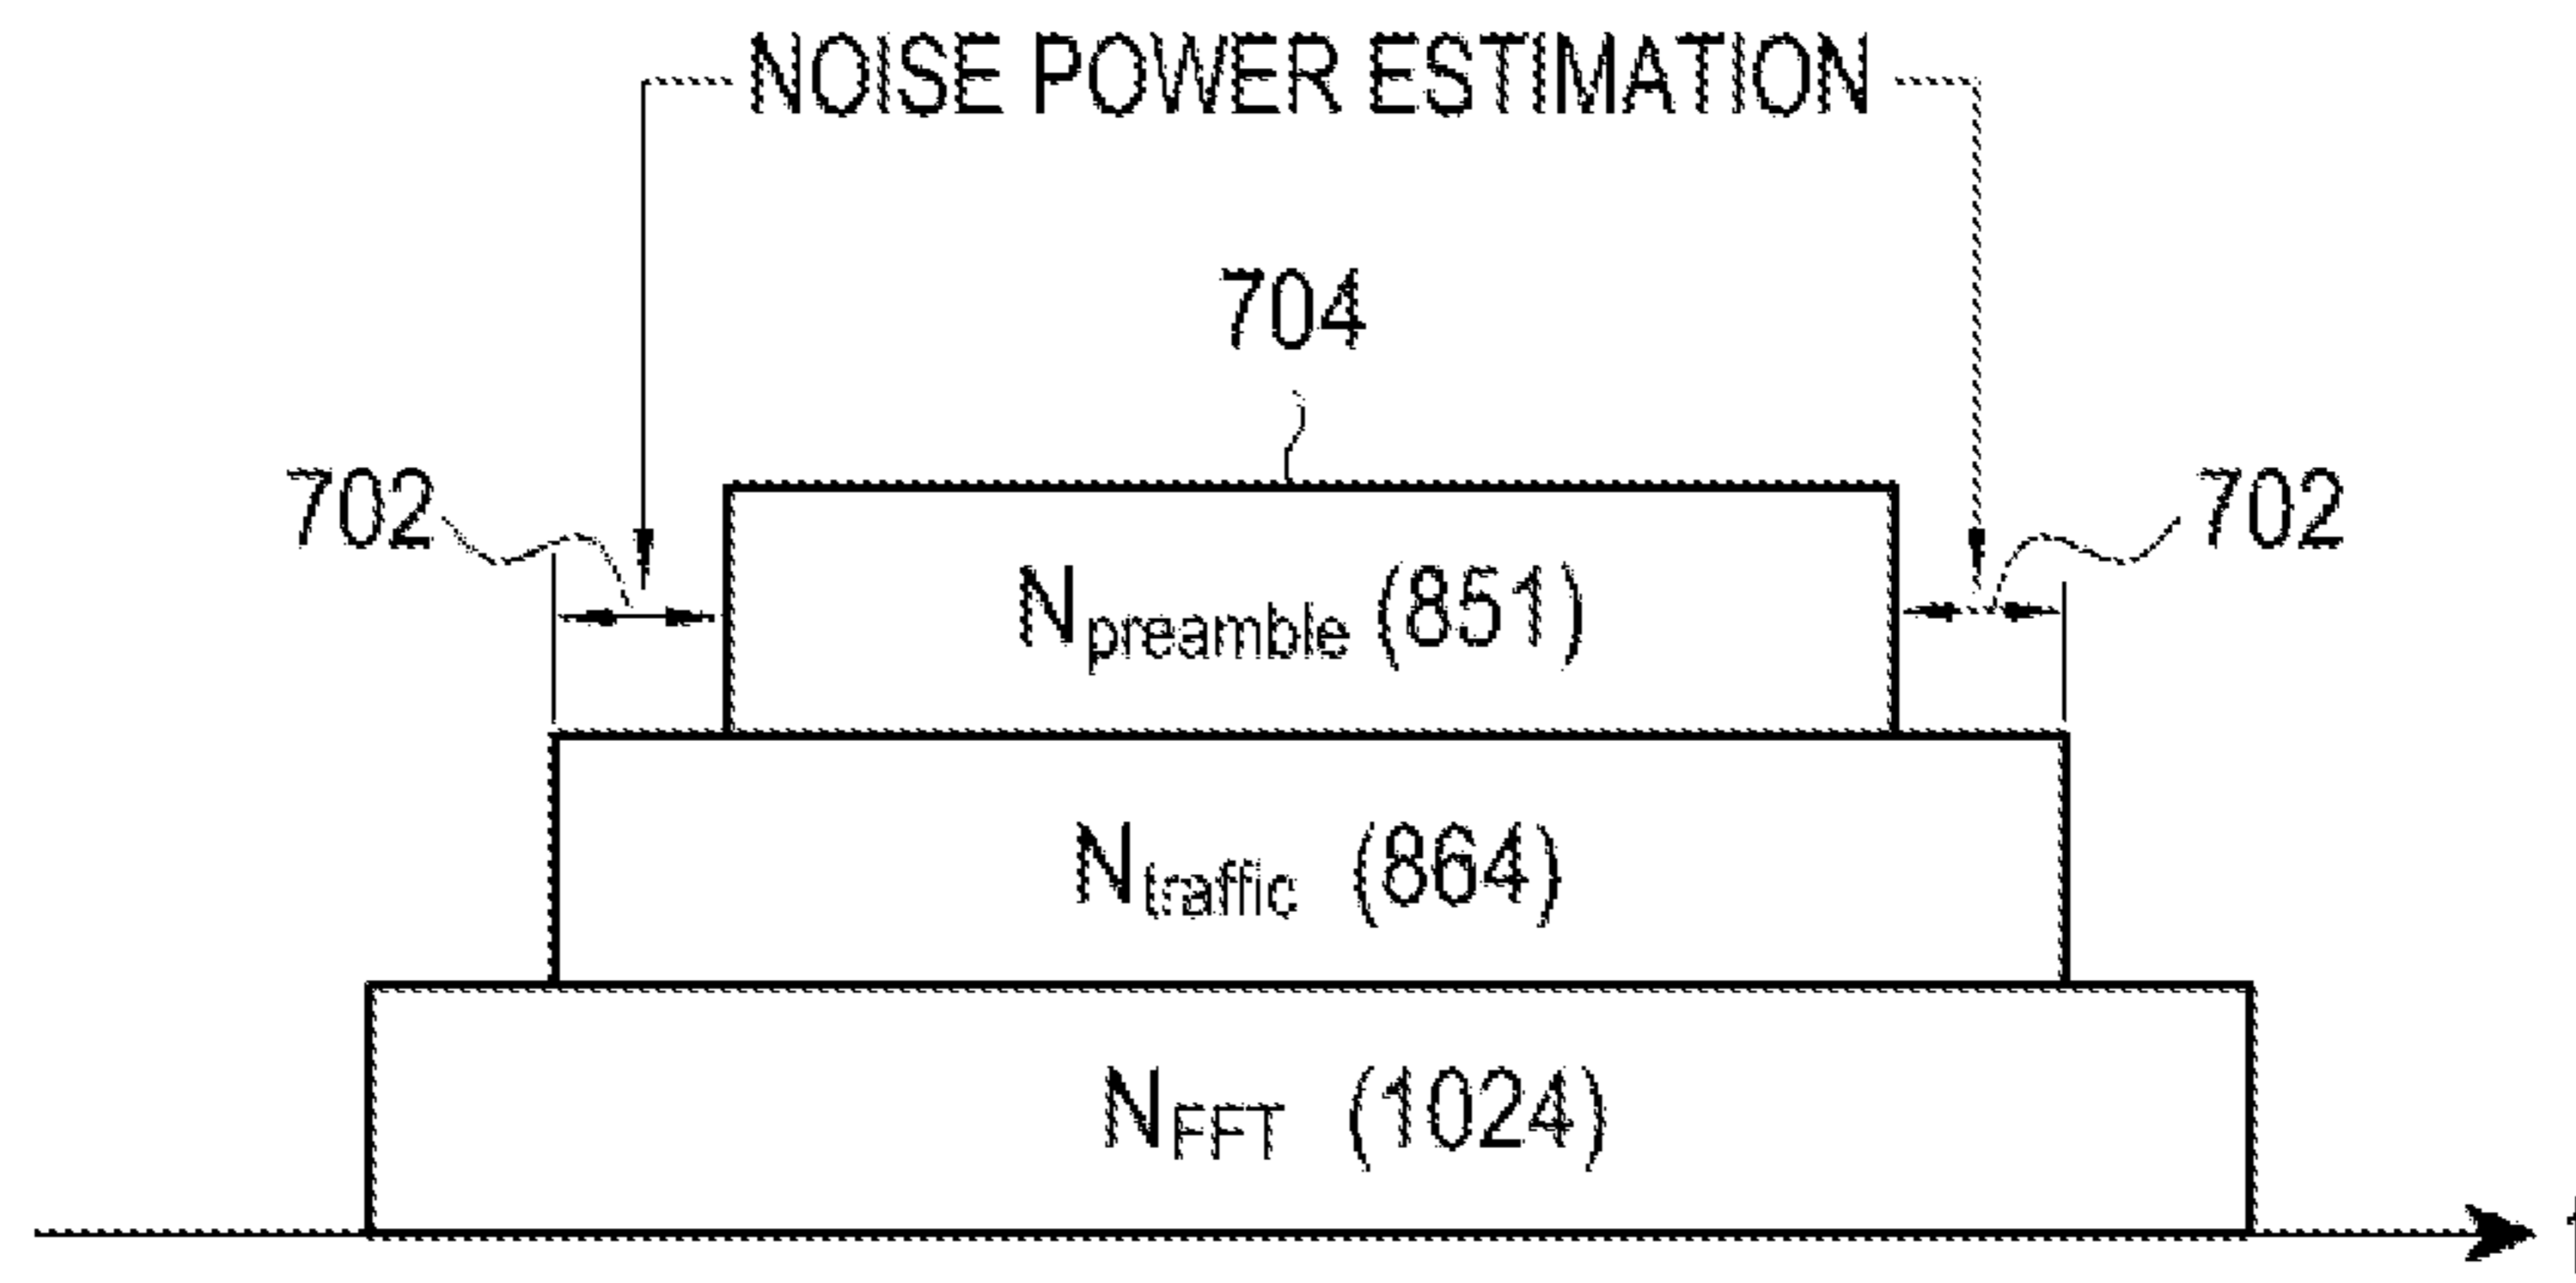 NOISE POWER ESTIMATION
704
702
702
Npreamble (851)
Ntraffic (864)
NFFT (1024)